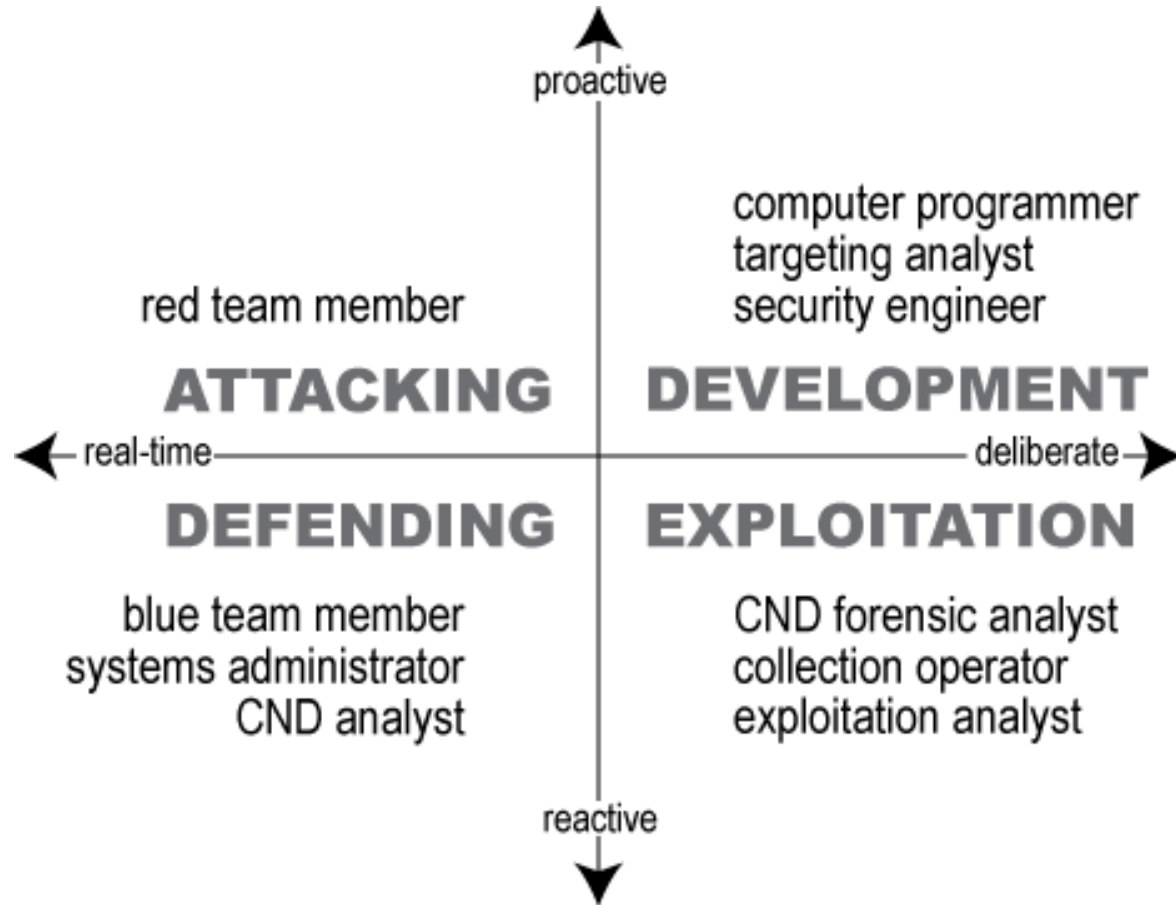 proactive
computer programmer
targeting analyst
security engineer
red team member
ATTACKING
DEVELOPMENT
real-time
deliberate
DEFENDING
EXPLOITATION
blue team member
systems administrator
CND analyst
CND forensic analyst
collection operator
exploitation analyst
reactive